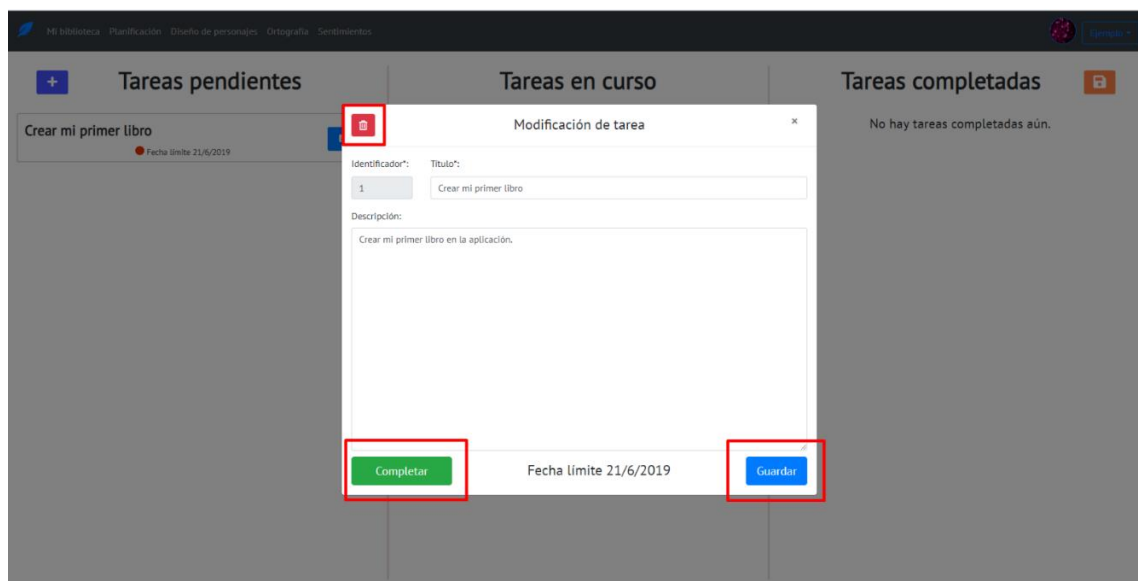 Mi biblioteca Planificación Diseño de personajes Ortografía Sentimientos
Ejemplo
+ Tareas pendientes
Tareas en curso
Tareas completadas
Crear mi primer libro
Fecha límite 21/6/2019
No hay tareas completadas aún.
Modificación de tarea ×
Identificador*: Título*:
1 Crear mi primer libro
Descripción:
Crear mi primer libro en la aplicación.
Completar Fecha límite 21/6/2019 Guardar